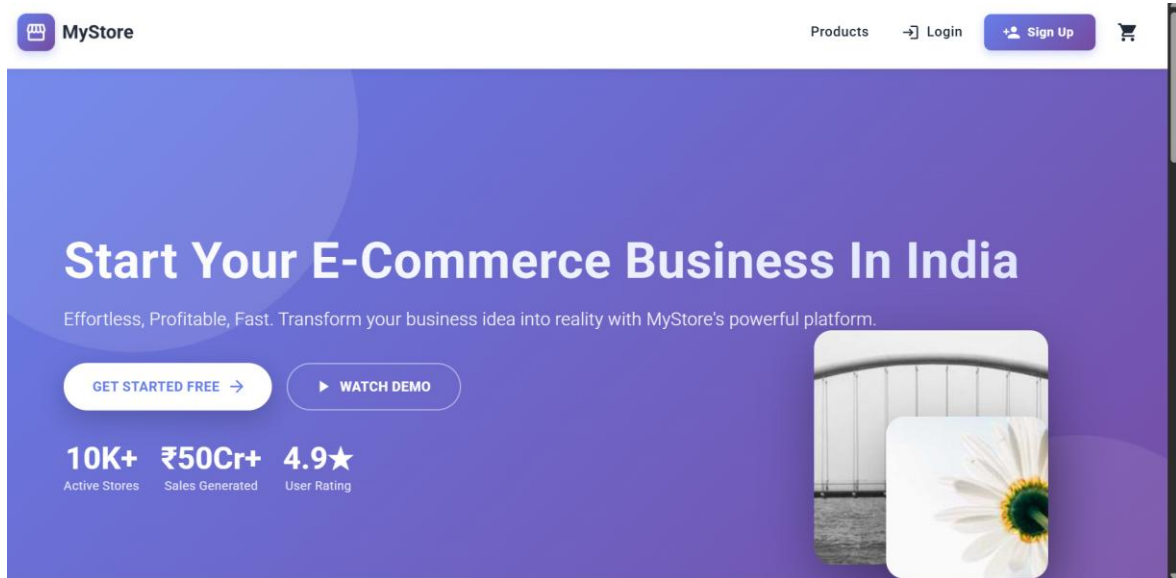 MyStore
Products Login Sign Up
Start Your E-Commerce Business In India
Effortless, Profitable, Fast. Transform your business idea into reality with MyStore's powerful platform.
GET STARTED FREE → WATCH DEMO
10K+ ₹50Cr+ 4.9★
Active Stores Sales Generated User Rating